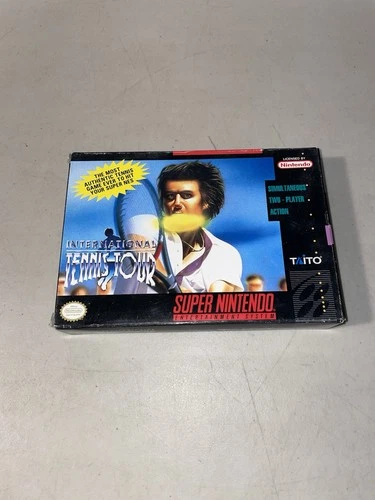 THE MOST
AUTHENTIC TENNIS
GAME EVER TO HIT
YOUR SUPER NES
LICENSED BY
Nintendo
SIMULTANEOUS
TWO - PLAYER
ACTION
INTERNATIONAL
TENNIS TOUR
TAITO
SUPER NINTENDO
ENTERTAINMENT SYSTEM